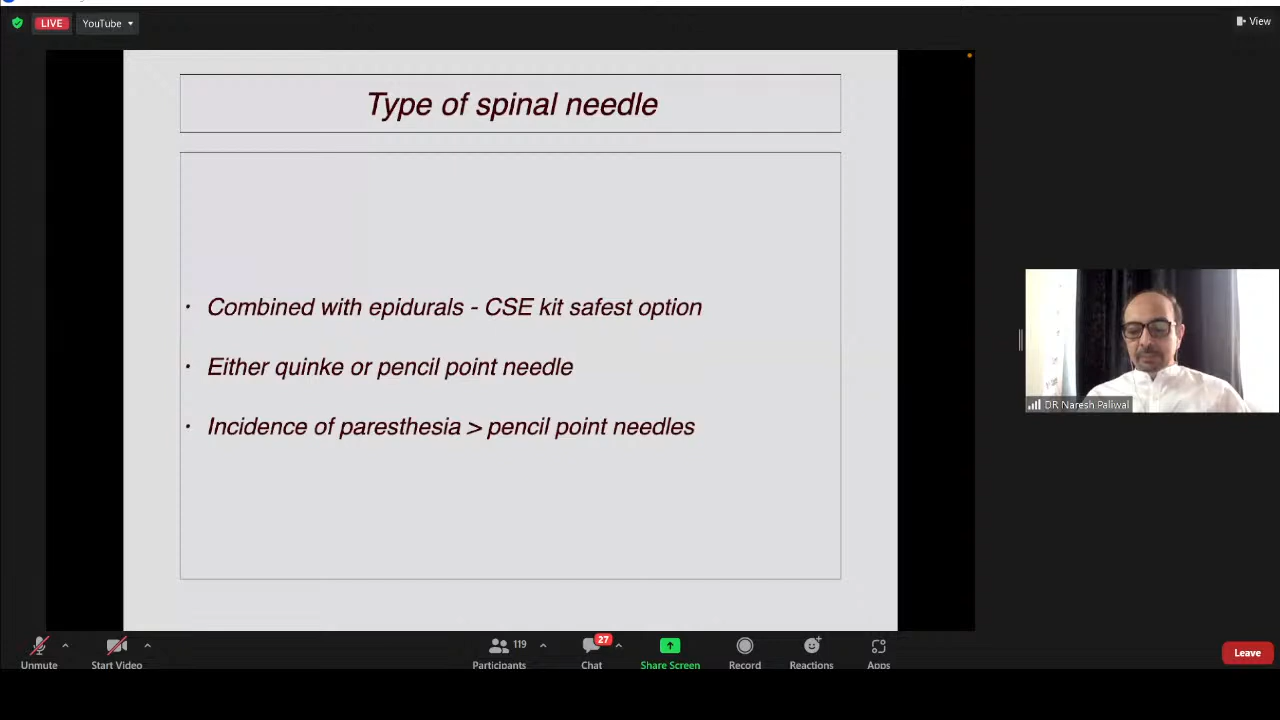 LIVE
YouTube
View
Type of spinal needle
· Combined with epidurals - CSE kit safest option
· Either quinke or pencil point needle
· Incidence of paresthesia > pencil point needles
DR Naresh Paliwal
Unmute
Start Video
119
Participants
27
Chat
Share Screen
Record
Reactions
Apps
Leave